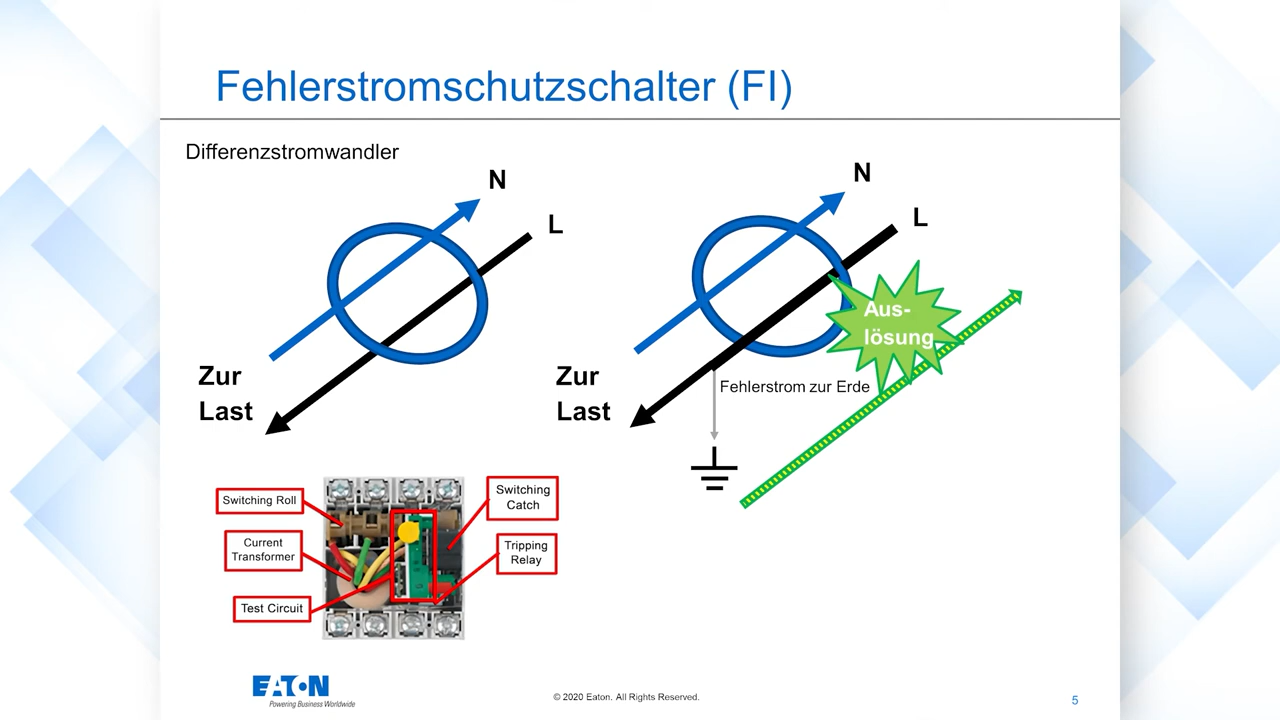 Fehlerstromschutzschalter (FI)
Differenzstromwandler
N
L
Zur
Last
N
L
Aus-
lösung
Zur
Last
Fehlerstrom zur Erde
Switching Roll
Current
Transformer
Test Circuit
Switching
Catch
Tripping
Relay
EATON
Powering Business Worldwide
© 2020 Eaton. All Rights Reserved.
5